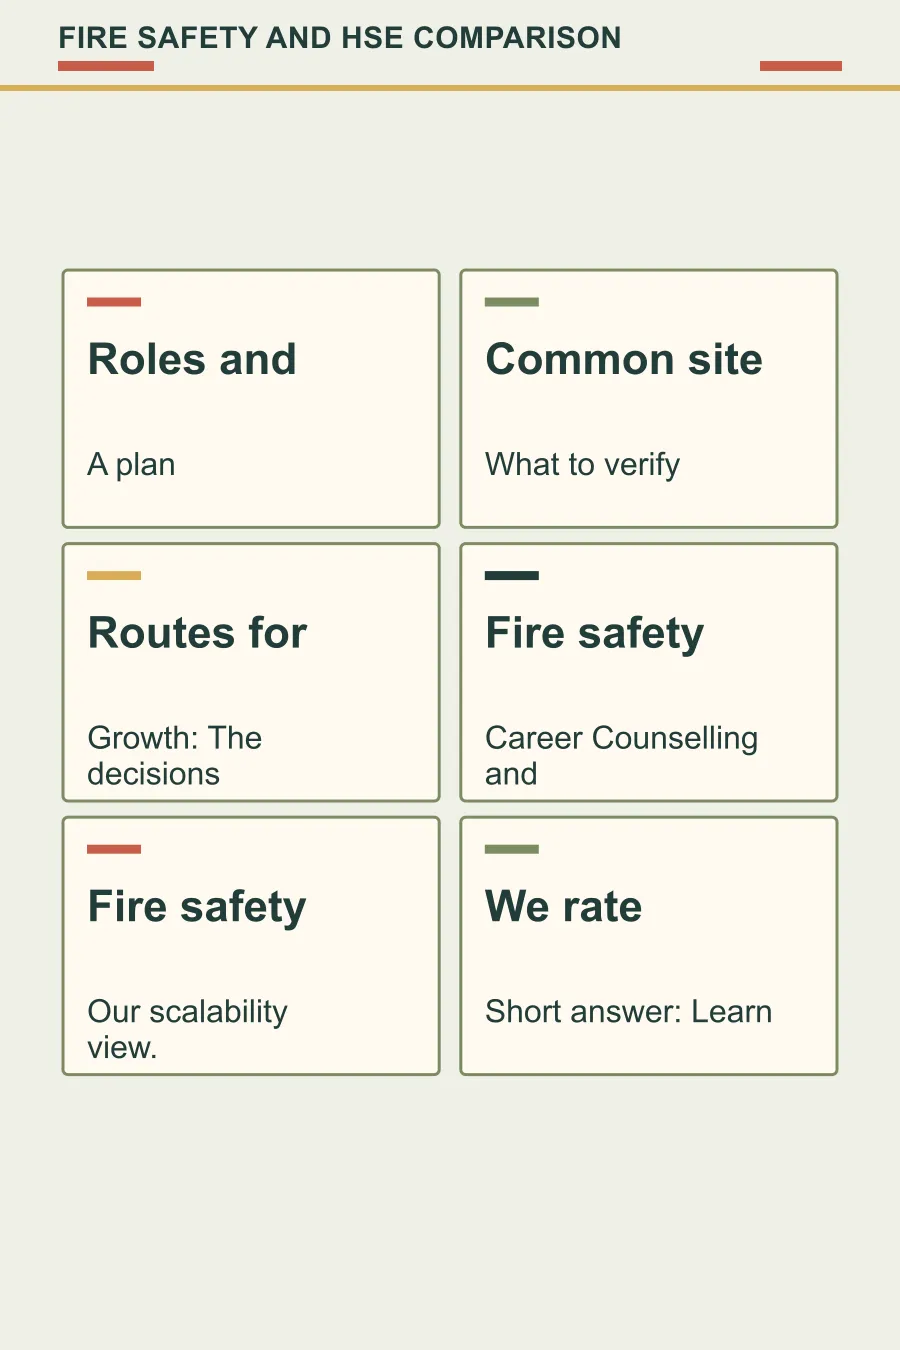 FIRE SAFETY AND HSE COMPARISON
Roles and
A plan
Common site
What to verify
Routes for
Growth: The
decisions
Fire safety
Career Counselling
and
Fire safety
Our scalability
view.
We rate
Short answer: Learn